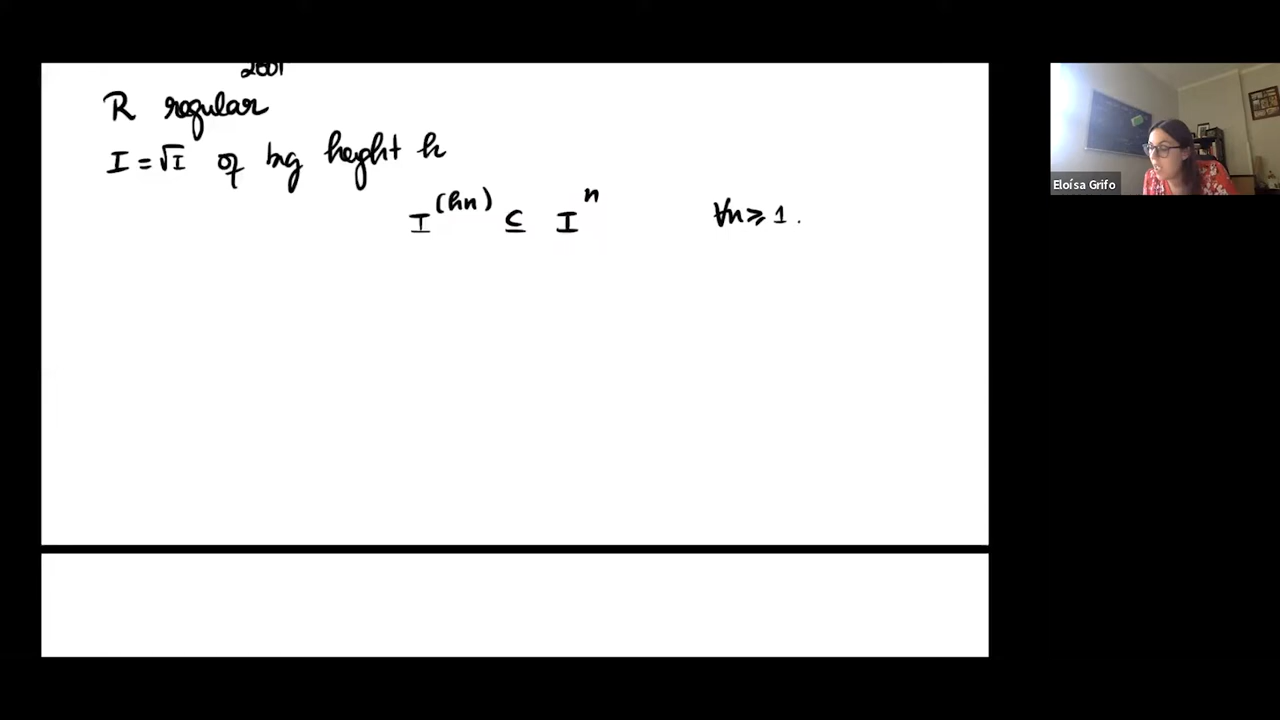 2001
R regular
I = √I of big height h
I^(hn) ⊆ I^n ∀n ⩾ 1.
Eloísa Grifo